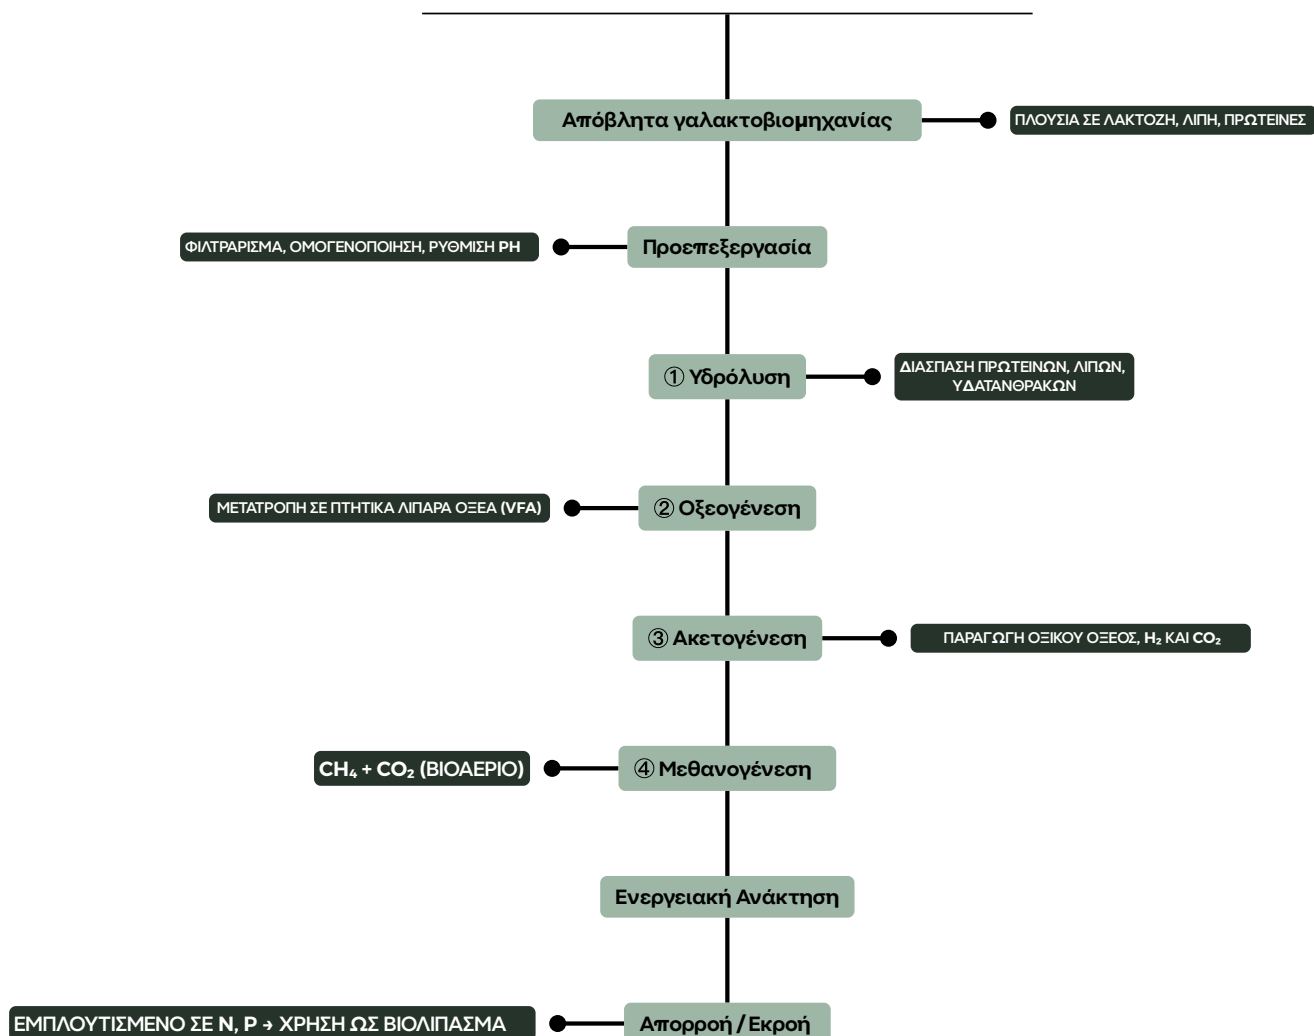 Απόβλητα γαλακτοβιομηχανίας
ΠΛΟΥΣΙΑ ΣΕ ΛΑΚΤΟΖΗ, ΛΙΠΗ, ΠΡΩΤΕΙΝΕΣ
ΦΙΛΤΡΑΡΙΣΜΑ, ΟΜΟΓΕΝΟΠΟΙΗΣΗ, ΡΥΘΜΙΣΗ PH
Προεπεξεργασία
① Υδρόλυση
ΔΙΑΣΠΑΣΗ ΠΡΩΤΕΙΝΩΝ, ΛΙΠΩΝ,
ΥΔΑΤΑΝΘΡΑΚΩΝ
ΜΕΤΑΤΡΟΠΗ ΣΕ ΠΤΗΤΙΚΑ ΛΙΠΑΡΑ ΟΞΕΑ (VFA)
② Οξεογένεση
③ Ακετογένεση
ΠΑΡΑΓΩΓΗ ΟΞΙΚΟΥ ΟΞΕΟΣ, H₂ ΚΑΙ CO₂
CH₄ + CO₂ (ΒΙΟΑΕΡΙΟ)
④ Μεθανογένεση
Ενεργειακή Ανάκτηση
ΕΜΠΛΟΥΤΙΣΜΕΝΟ ΣΕ N, P → ΧΡΗΣΗ ΩΣ ΒΙΟΛΙΠΑΣΜΑ
Απορροή / Εκροή